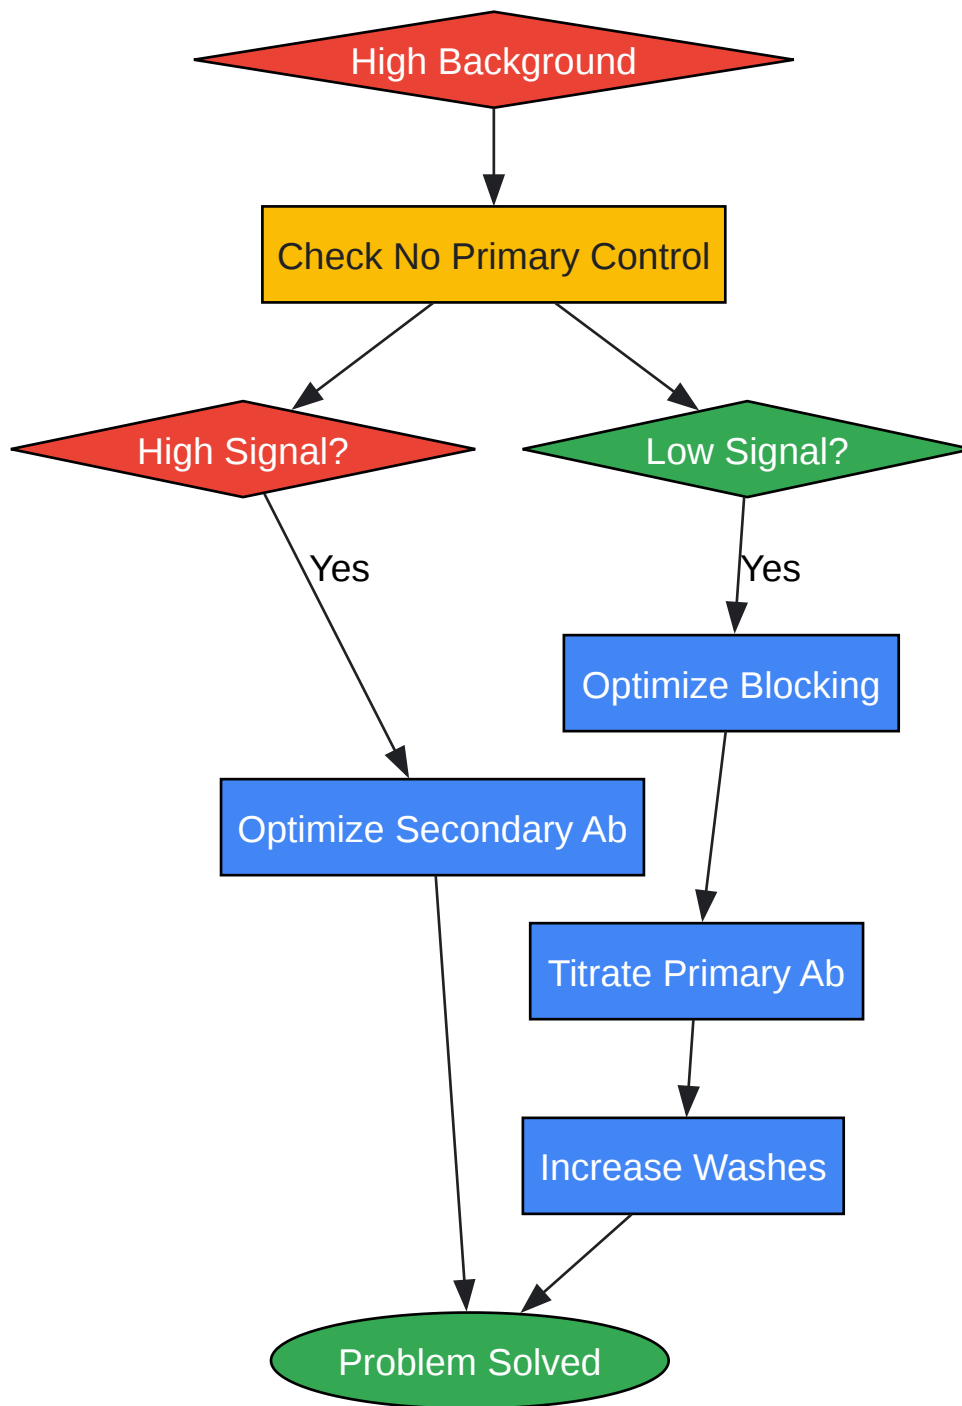 High Background
Check No Primary Control
High Signal?
Low Signal?
Yes
Yes
Optimize Blocking
Optimize Secondary Ab
Titrate Primary Ab
Increase Washes
Problem Solved